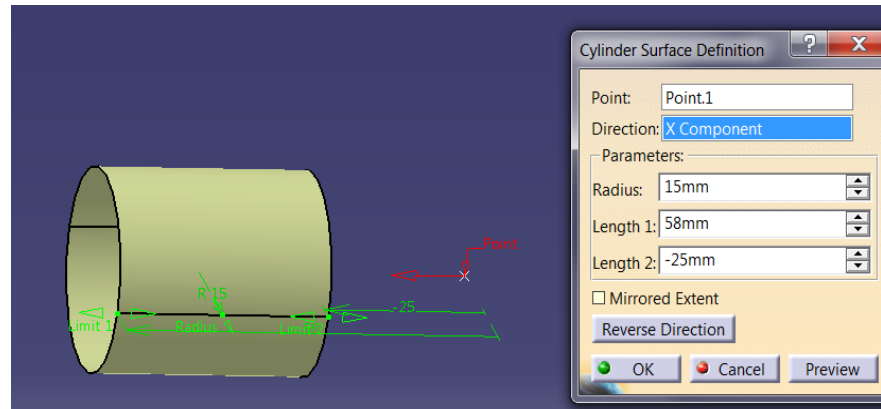 Cylinder Surface Definition
?
X
Point: Point.1
Direction: X Component
Parameters:
Radius: 15mm
Length 1: 58mm
Length 2: -25mm
Mirrored Extent
Reverse Direction
OK Cancel Preview
Point
R 15
-25
Limit 1 Radius Limit